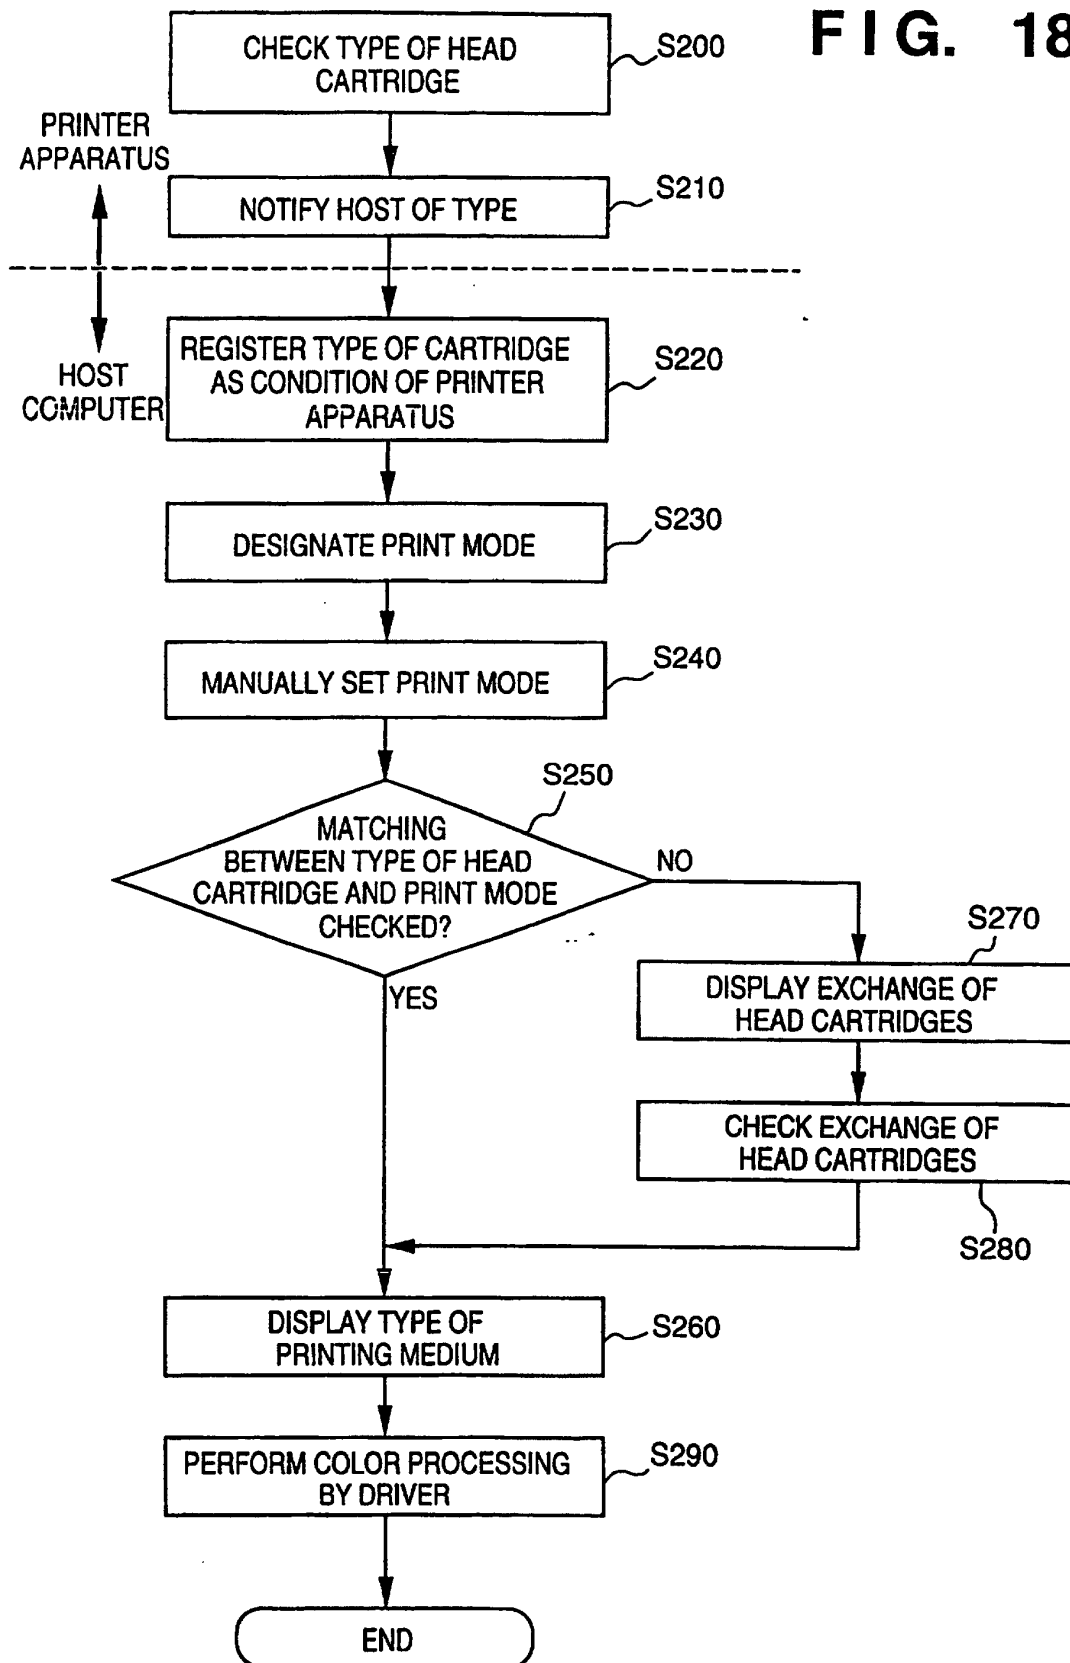 FIG. 18
CHECK TYPE OF HEAD
CARTRIDGE
S200
PRINTER
APPARATUS
NOTIFY HOST OF TYPE
S210
HOST
COMPUTER
REGISTER TYPE OF CARTRIDGE
AS CONDITION OF PRINTER
APPARATUS
S220
DESIGNATE PRINT MODE
S230
MANUALLY SET PRINT MODE
S240
S250
MATCHING
BETWEEN TYPE OF HEAD
CARTRIDGE AND PRINT MODE
CHECKED?
NO
YES
S270
DISPLAY EXCHANGE OF
HEAD CARTRIDGES
CHECK EXCHANGE OF
HEAD CARTRIDGES
S280
DISPLAY TYPE OF
PRINTING MEDIUM
S260
PERFORM COLOR PROCESSING
BY DRIVER
S290
END